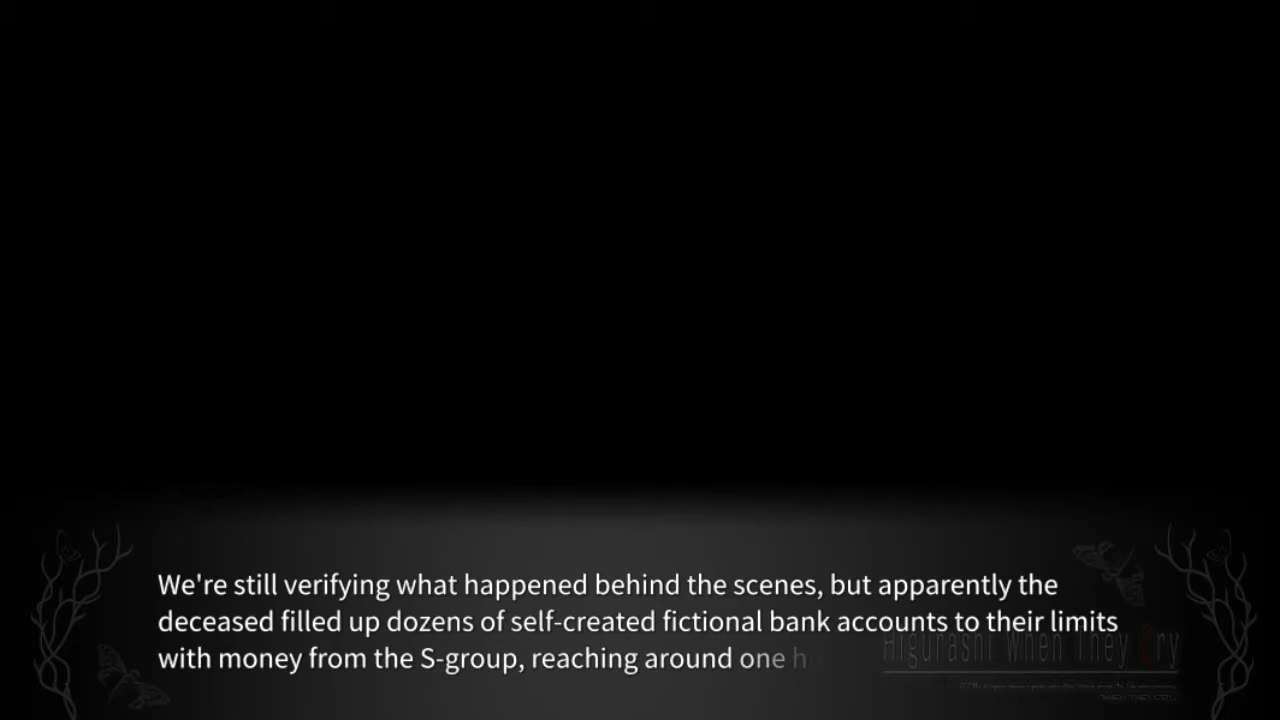 We're still verifying what happened behind the scenes, but apparently the
deceased filled up dozens of self-created fictional bank accounts to their limits
with money from the S-group, reaching around one h
Higurashi When They Cry